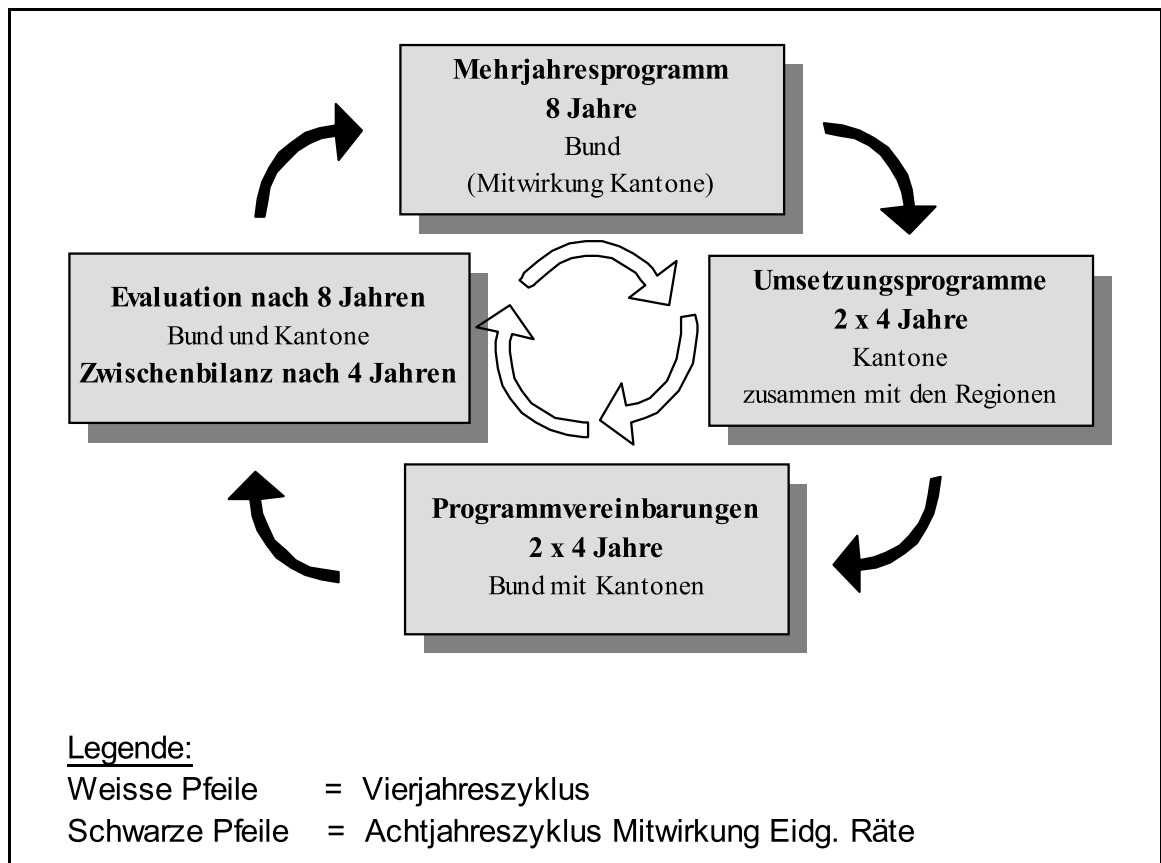 Mehrjahresprogramm
8 Jahre
Bund
(Mitwirkung Kantone)
Evaluation nach 8 Jahren
Bund und Kantone
Zwischenbilanz nach 4 Jahren
Umsetzungsprogramme
2 x 4 Jahre
Kantone
zusammen mit den Regionen
Programmvereinbarungen
2 x 4 Jahre
Bund mit Kantonen
Legende:
Weisse Pfeile = Vierjahreszyklus
Schwarze Pfeile = Achtjahreszyklus Mitwirkung Eidg. Räte